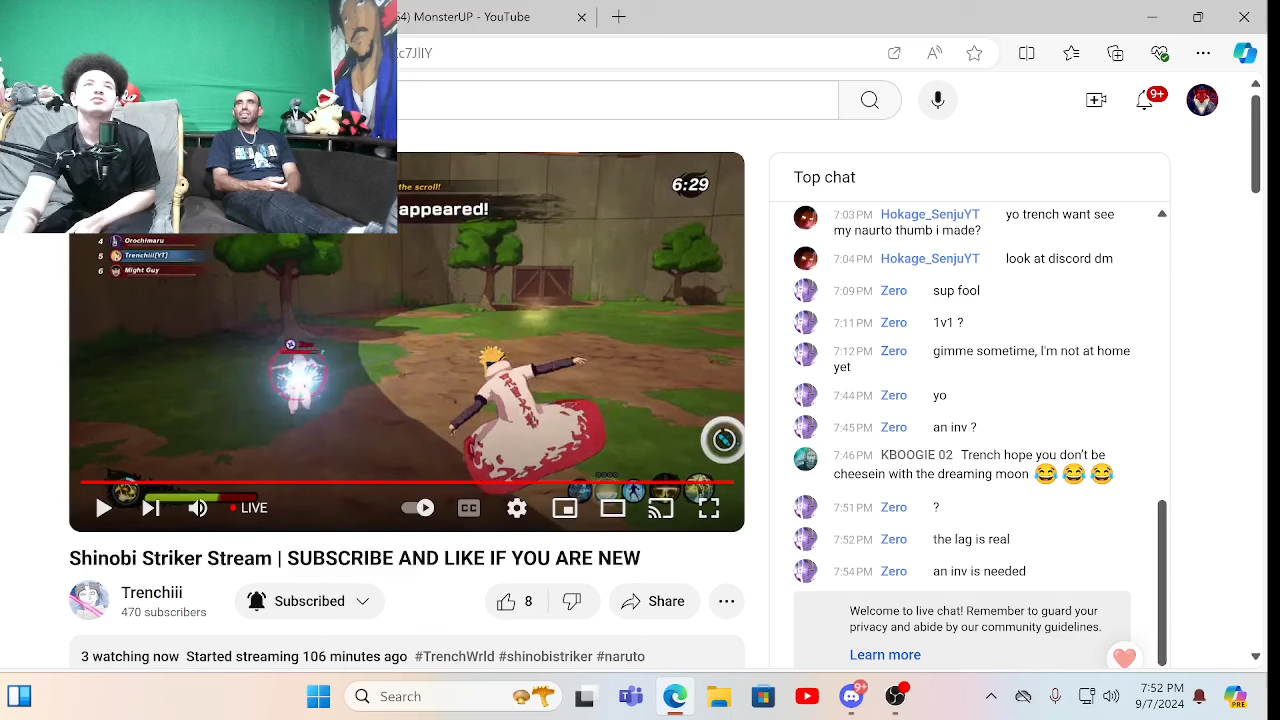 64) MonsterUP - YouTube
c7JllY
9+
the scroll!
6:29
appeared!
4 Orochimaru
5 Trenchiii[YT]
6 Might Guy
LIVE
CC
Shinobi Striker Stream | SUBSCRIBE AND LIKE IF YOU ARE NEW
Trenchiii
470 subscribers
Subscribed
8
Share
3 watching now Started streaming 106 minutes ago #TrenchWrld #shinobistriker #naruto
Top chat
7:03 PM Hokage_SenjuYT yo trench want see
my naurto thumb i made?
7:04 PM Hokage_SenjuYT look at discord dm
7:09 PM Zero sup fool
7:11 PM Zero 1v1 ?
7:12 PM Zero gimme sometime, I'm not at home
yet
7:44 PM Zero yo
7:45 PM Zero an inv ?
7:46 PM KBOOGIE 02 Trench hope you don't be
cheesein with the dreaming moon 😂 😂 😂
7:51 PM Zero ?
7:52 PM Zero the lag is real
7:54 PM Zero an inv is needed
Welcome to live chat! Remember to guard your
privacy and abide by our community guidelines.
Learn more
Search
9+
7:52 PM
9/7/2024
PRE